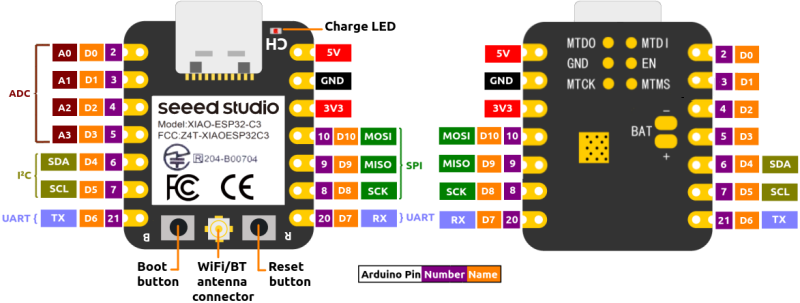 Charge LED
CH
A0 D0 2
5V
A1 D1 3
GND
ADC
A2 D2 4
3V3
A3 D3 5
10 D10 MOSI
I²C
SDA D4 6
9 D9 MISO
SPI
SCL D5 7
8 D8 SCK
UART { TX D6 21
20 D7 RX } UART
seeed studio
Model:XIAO-ESP32-C3
FCC:Z4T-XIAOESP32C3
R 204-B00704
FC CE
B
R
Boot
button
WiFi/BT
antenna
connector
Reset
button
5V
GND
3V3
MOSI D10 10
MISO D9 9
SCK D8 8
RX D7 20
MTDO MTDI
GND EN
MTCK MTMS
-
BAT
+
2 D0
3 D1
4 D2
5 D3
6 D4 SDA
7 D5 SCL
21 D6 TX
Arduino Pin Number Name